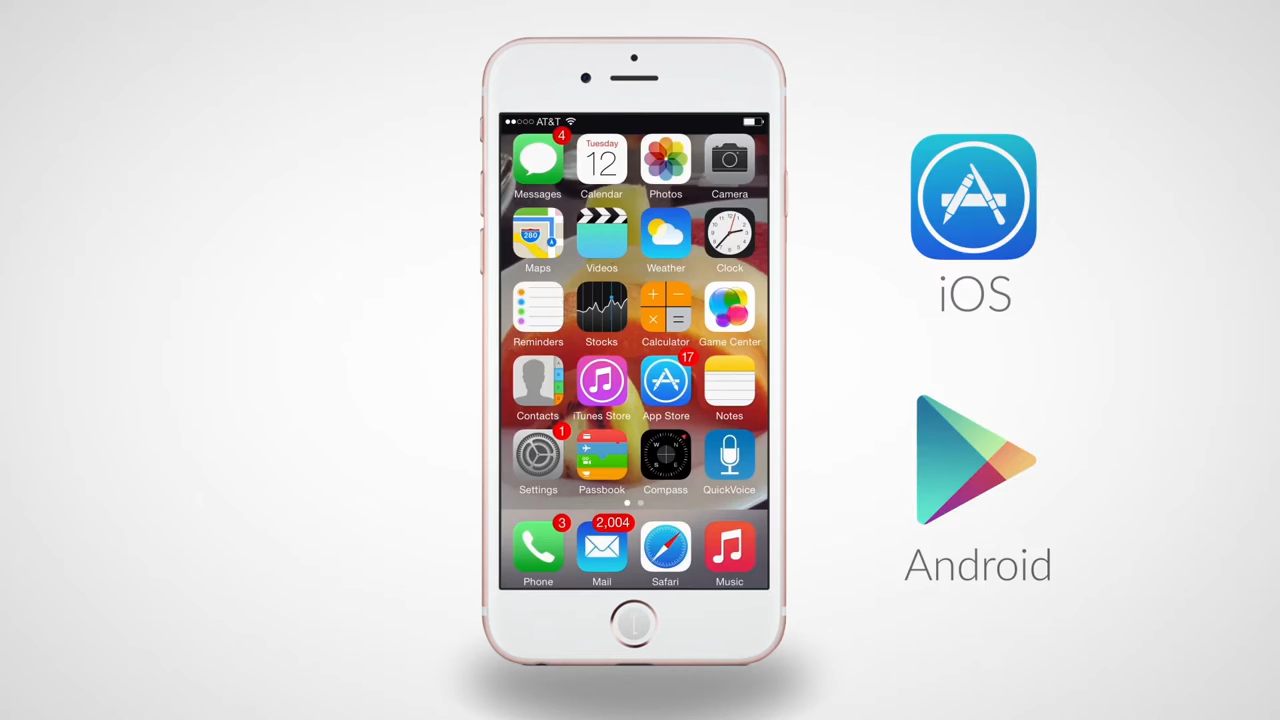 AT&T
4
Tuesday
12
Messages Calendar Photos Camera
280
Maps Videos Weather Clock
Reminders Stocks Calculator Game Center
17
Contacts iTunes Store App Store Notes
1
N
W E
S
Settings Passbook Compass QuickVoice
3 2,004
Phone Mail Safari Music
iOS
Android